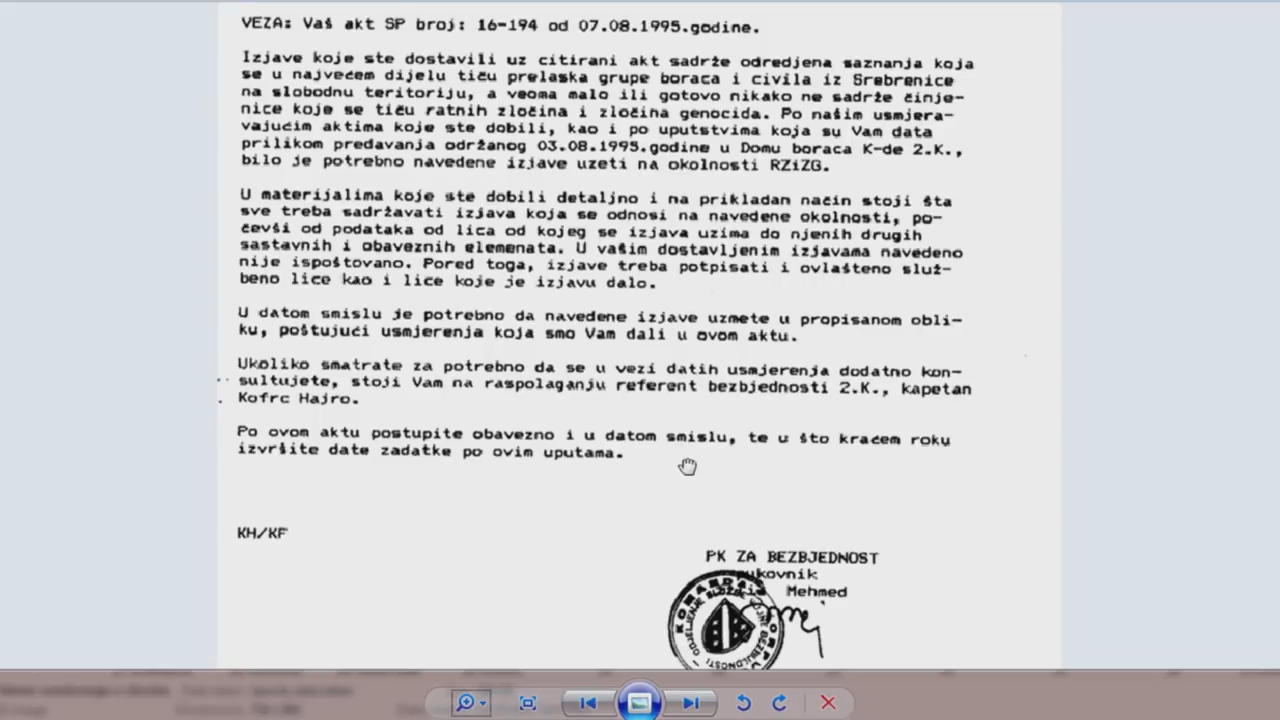 VEZA: Vaš akt SP broj: 16-194 od 07.08.1995.godine.
Izjave koje ste dostavili uz citirani akt sadrže odredjena saznanja koja
se u najvećem dijelu tiču prelaska grupe boraca i civila iz Srebrenice
na slobodnu teritoriju, a veoma malo ili gotovo nikako ne sadrže činje-
nice koje se tiču ratnih zločina i zločina genocida. Po našim usmjera-
vajućim aktima koje ste dobili, kao i po uputstvima koja su Vam data
prilikom predavanja održanog 03.08.1995.godine u Domu boraca K-de 2.K.,
bilo je potrebno navedene izjave uzeti na okolnosti RZiZG.
U materijalima koje ste dobili detaljno i na prikladan način stoji šta
sve treba sadržavati izjava koja se odnosi na navedene okolnosti, po-
čevši od podataka od lica od kojeg se izjava uzima do njenih drugih
sastavnih i obaveznih elemenata. U vašim dostavljenim izjavama navedeno
nije ispoštovano. Pored toga, izjave treba potpisati i ovlašteno služ-
beno lice kao i lice koje je izjavu dalo.
U datom smislu je potrebno da navedene izjave uzmete u propisanom obli-
ku, poštujući usmjerenja koja smo Vam dali u ovom aktu.
Ukoliko smatrate za potrebno da se u vezi datih usmjerenja dodatno kon-
sultujete, stoji Vam na raspolaganju referent bezbjednosti 2.K., kapetan
Kofrc Hajro.
Po ovom aktu postupite obavezno i u datom smislu, te u što kraćem roku
izvršite date zadatke po ovim uputama.
KH/KF
PK ZA BEZBJEDNOST
pukovnik
Mehmed